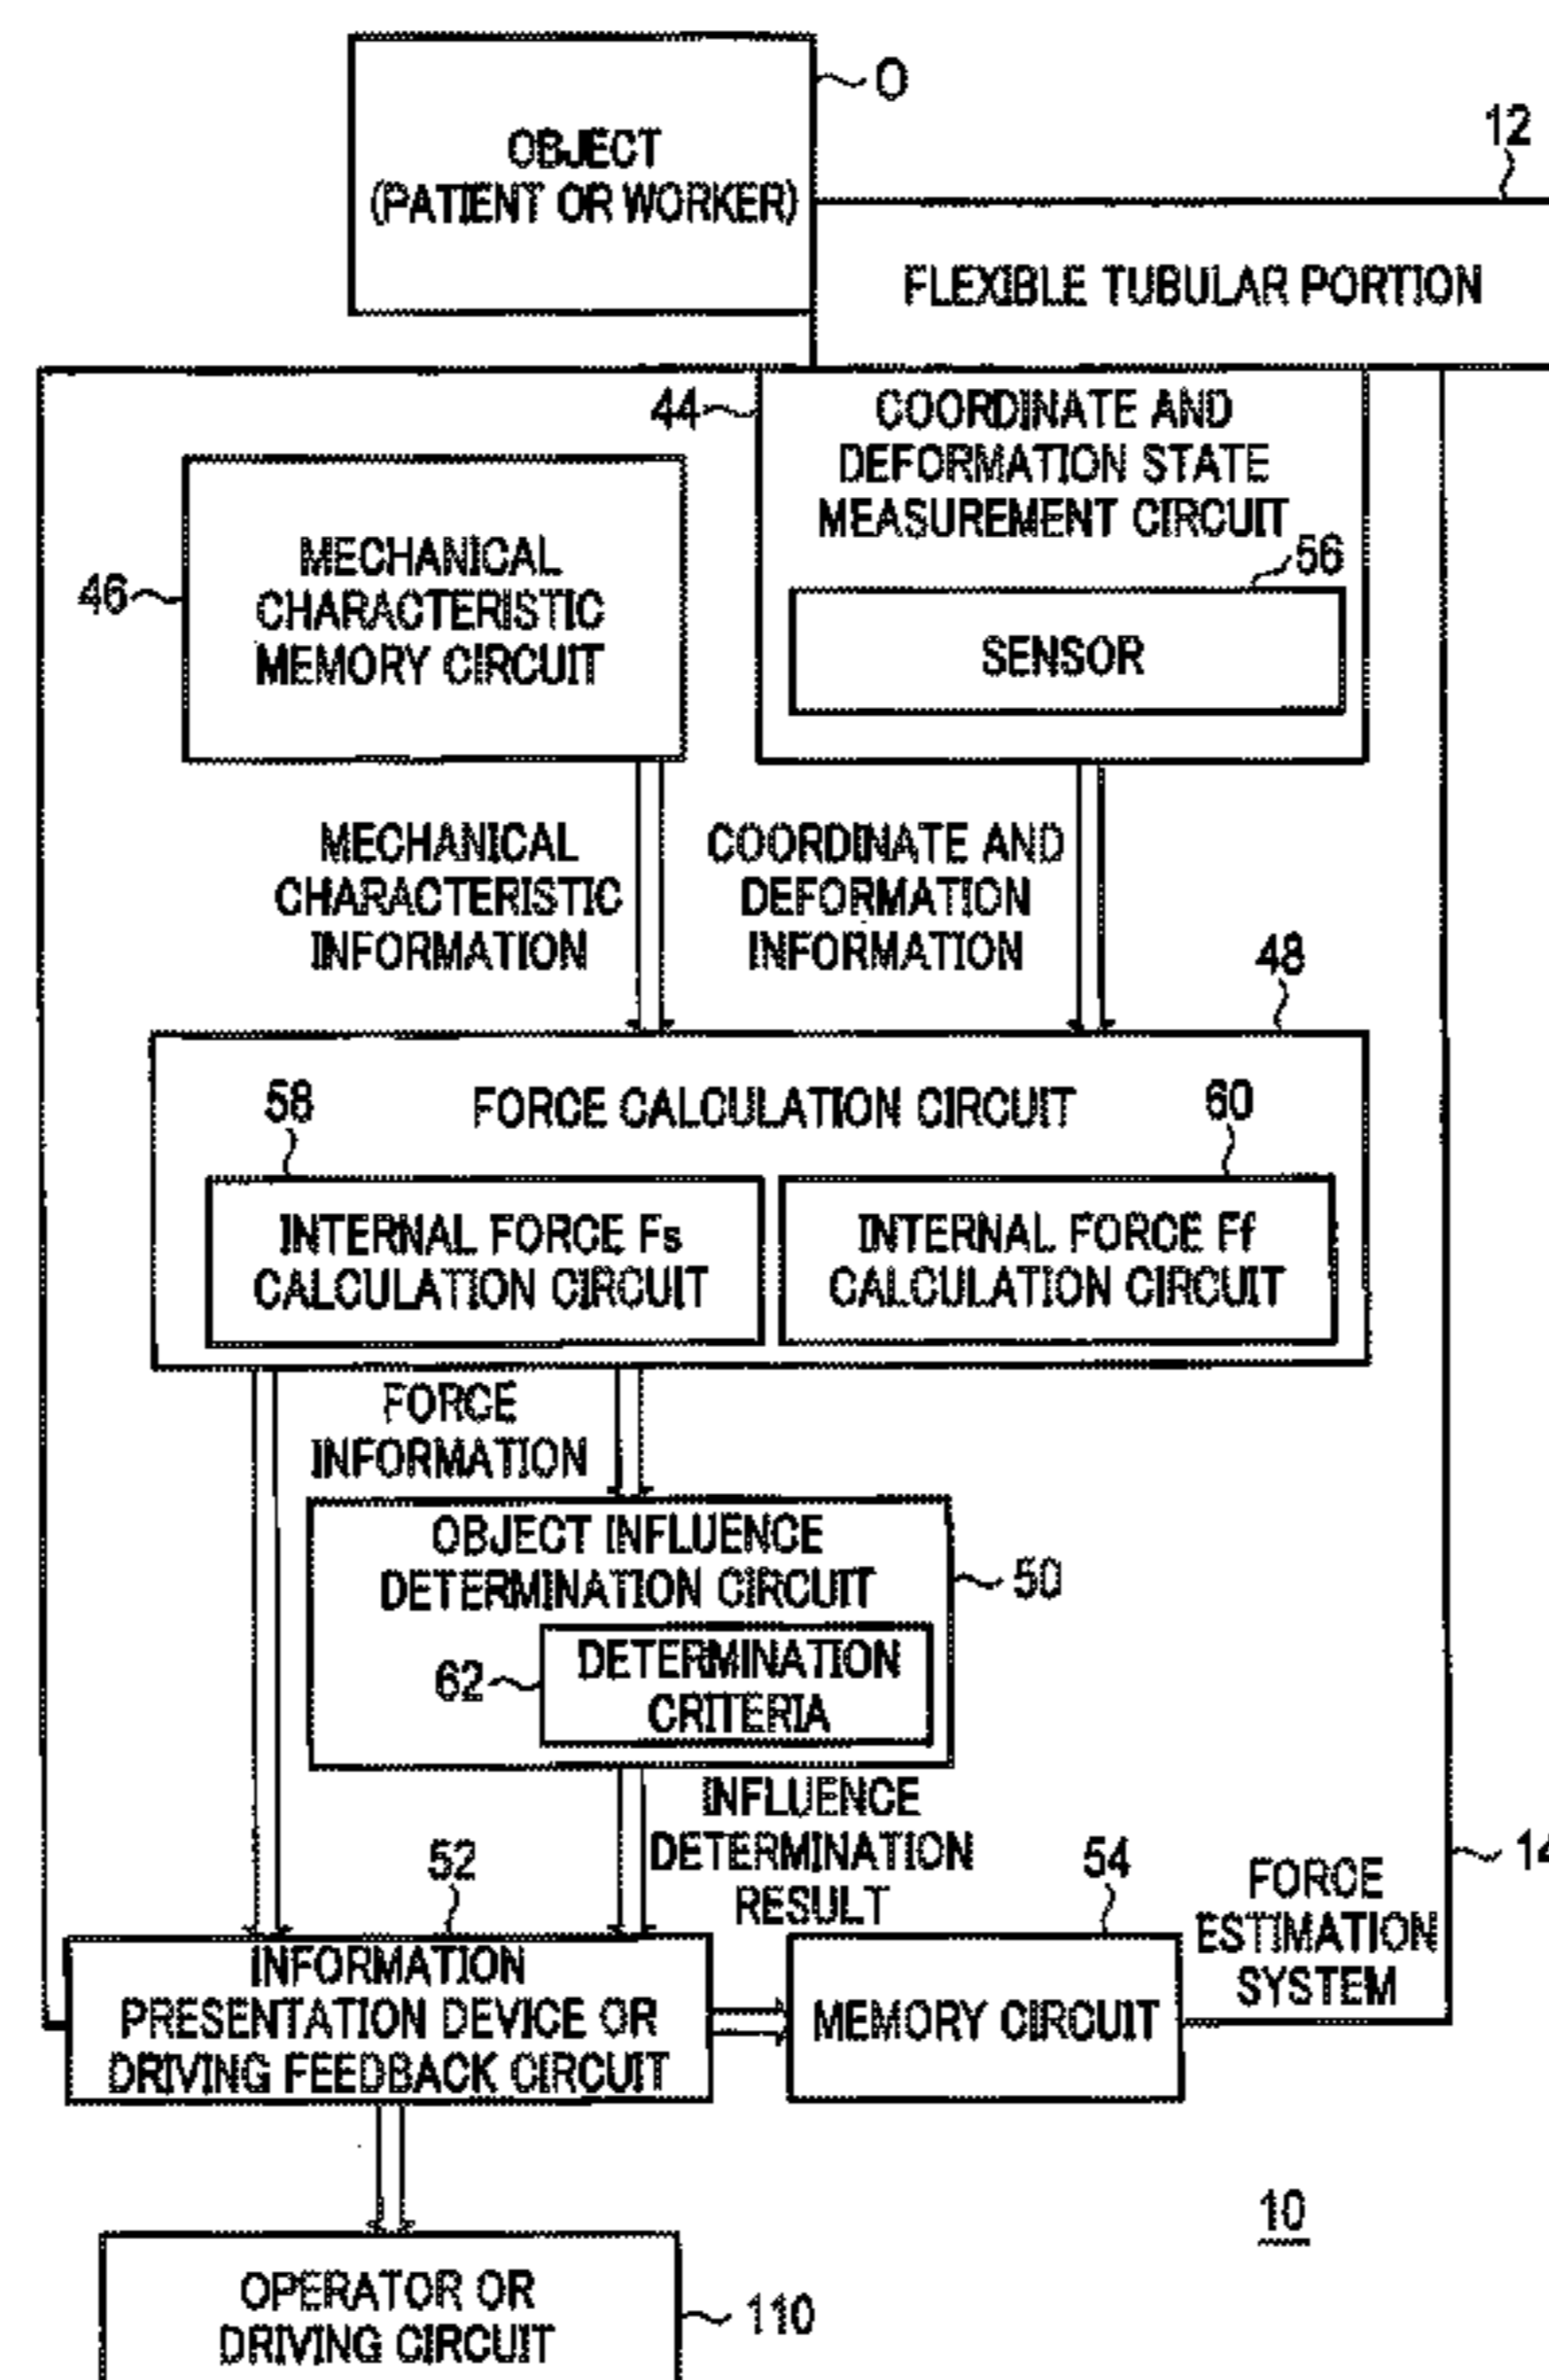 O
OBJECT
(PATIENT OR WORKER)
12
FLEXIBLE TUBULAR PORTION
44
COORDINATE AND
DEFORMATION STATE
MEASUREMENT CIRCUIT
56
SENSOR
46
MECHANICAL
CHARACTERISTIC
MEMORY CIRCUIT
MECHANICAL
CHARACTERISTIC
INFORMATION
COORDINATE AND
DEFORMATION
INFORMATION
48
FORCE CALCULATION CIRCUIT
58
60
INTERNAL FORCE Fs
CALCULATION CIRCUIT
INTERNAL FORCE Ff
CALCULATION CIRCUIT
FORCE
INFORMATION
OBJECT INFLUENCE
DETERMINATION CIRCUIT
50
62
DETERMINATION
CRITERIA
INFLUENCE
DETERMINATION
RESULT
52
54
14
FORCE
ESTIMATION
SYSTEM
INFORMATION
PRESENTATION DEVICE OR
DRIVING FEEDBACK CIRCUIT
MEMORY CIRCUIT
10
OPERATOR OR
DRIVING CIRCUIT
110